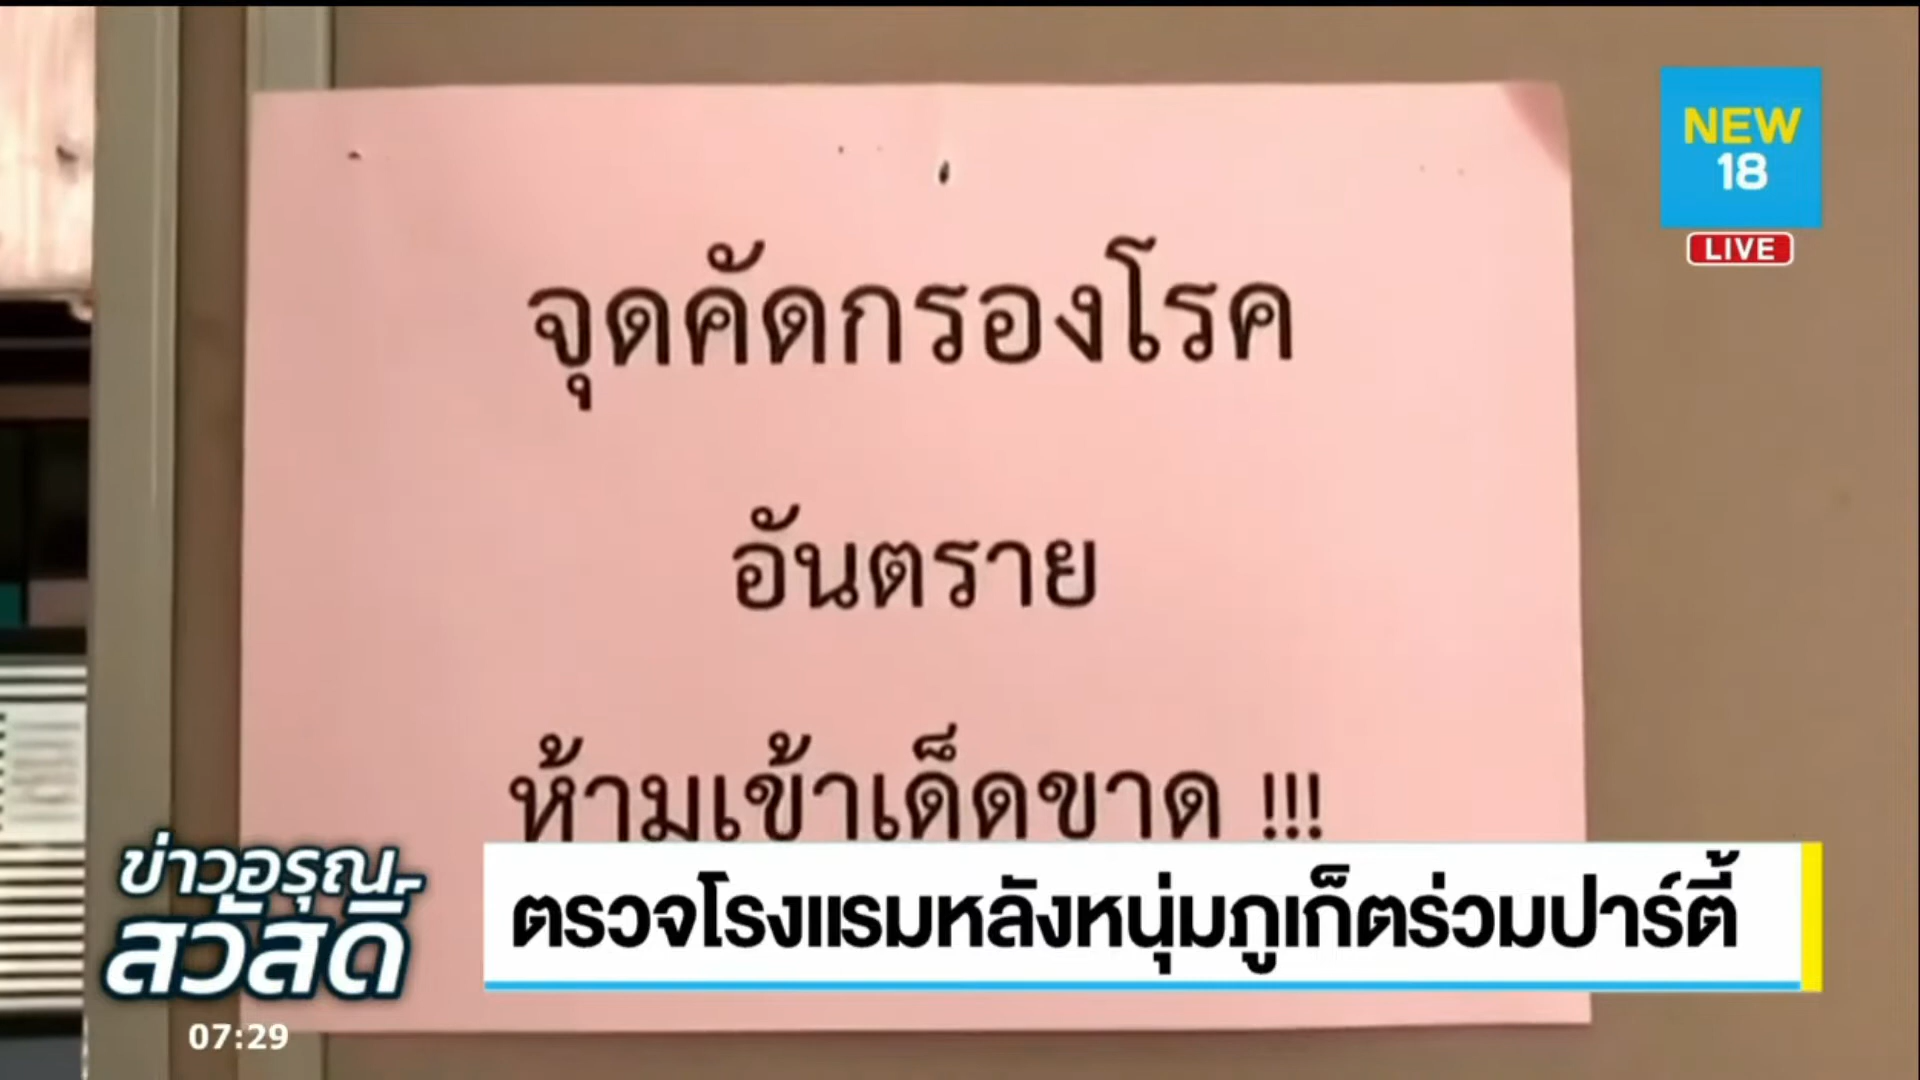 NEW
18
LIVE
จุดคัดกรองโรค
อันตราย
ห้ามเข้าเด็ดขาด !!!
ข่าวอรุณ
สวัสดิ์
ตรวจโรงแรมหลังหนุ่มภูเก็ตร่วมปาร์ตี้
07:29